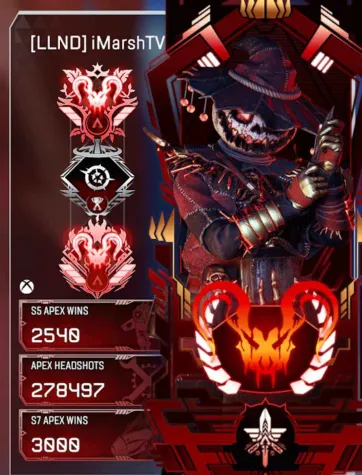 [LLND] iMarshTV
S5 APEX WINS
2540
APEX HEADSHOTS
278497
S7 APEX WINS
3000